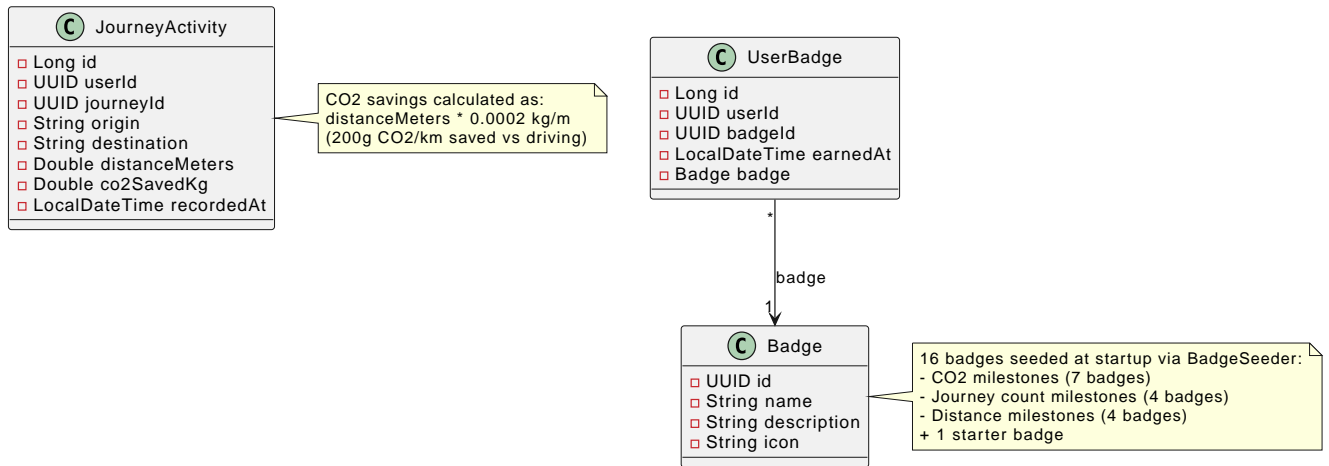 C JourneyActivity
Long id
UUID userId
UUID journeyId
String origin
String destination
Double distanceMeters
Double co2SavedKg
LocalDateTime recordedAt
CO2 savings calculated as:
distanceMeters * 0.0002 kg/m
(200g CO2/km saved vs driving)
C UserBadge
Long id
UUID userId
UUID badgeId
LocalDateTime earnedAt
Badge badge
*
badge
1
C Badge
UUID id
String name
String description
String icon
16 badges seeded at startup via BadgeSeeder:
- CO2 milestones (7 badges)
- Journey count milestones (4 badges)
- Distance milestones (4 badges)
+ 1 starter badge